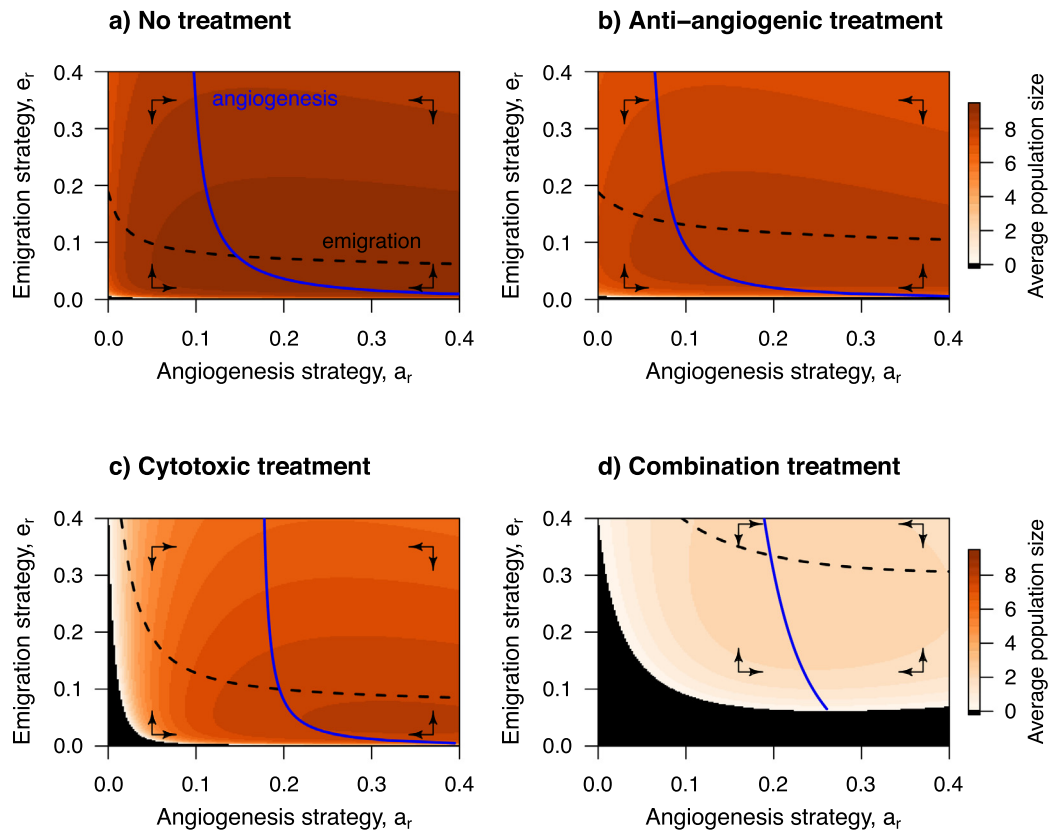 a) No treatment
b) Anti−angiogenic treatment
Emigration strategy, er
0.4
0.3
0.2
0.1
0.0
angiogenesis
emigration
0.0 0.1 0.2 0.3 0.4
Angiogenesis strategy, ar
Emigration strategy, er
0.4
0.3
0.2
0.1
0.0
0.0 0.1 0.2 0.3 0.4
Angiogenesis strategy, ar
8
6
4
2
0
Average population size
c) Cytotoxic treatment
d) Combination treatment
Emigration strategy, er
0.4
0.3
0.2
0.1
0.0
0.0 0.1 0.2 0.3 0.4
Angiogenesis strategy, ar
Emigration strategy, er
0.4
0.3
0.2
0.1
0.0
0.0 0.1 0.2 0.3 0.4
Angiogenesis strategy, ar
8
6
4
2
0
Average population size